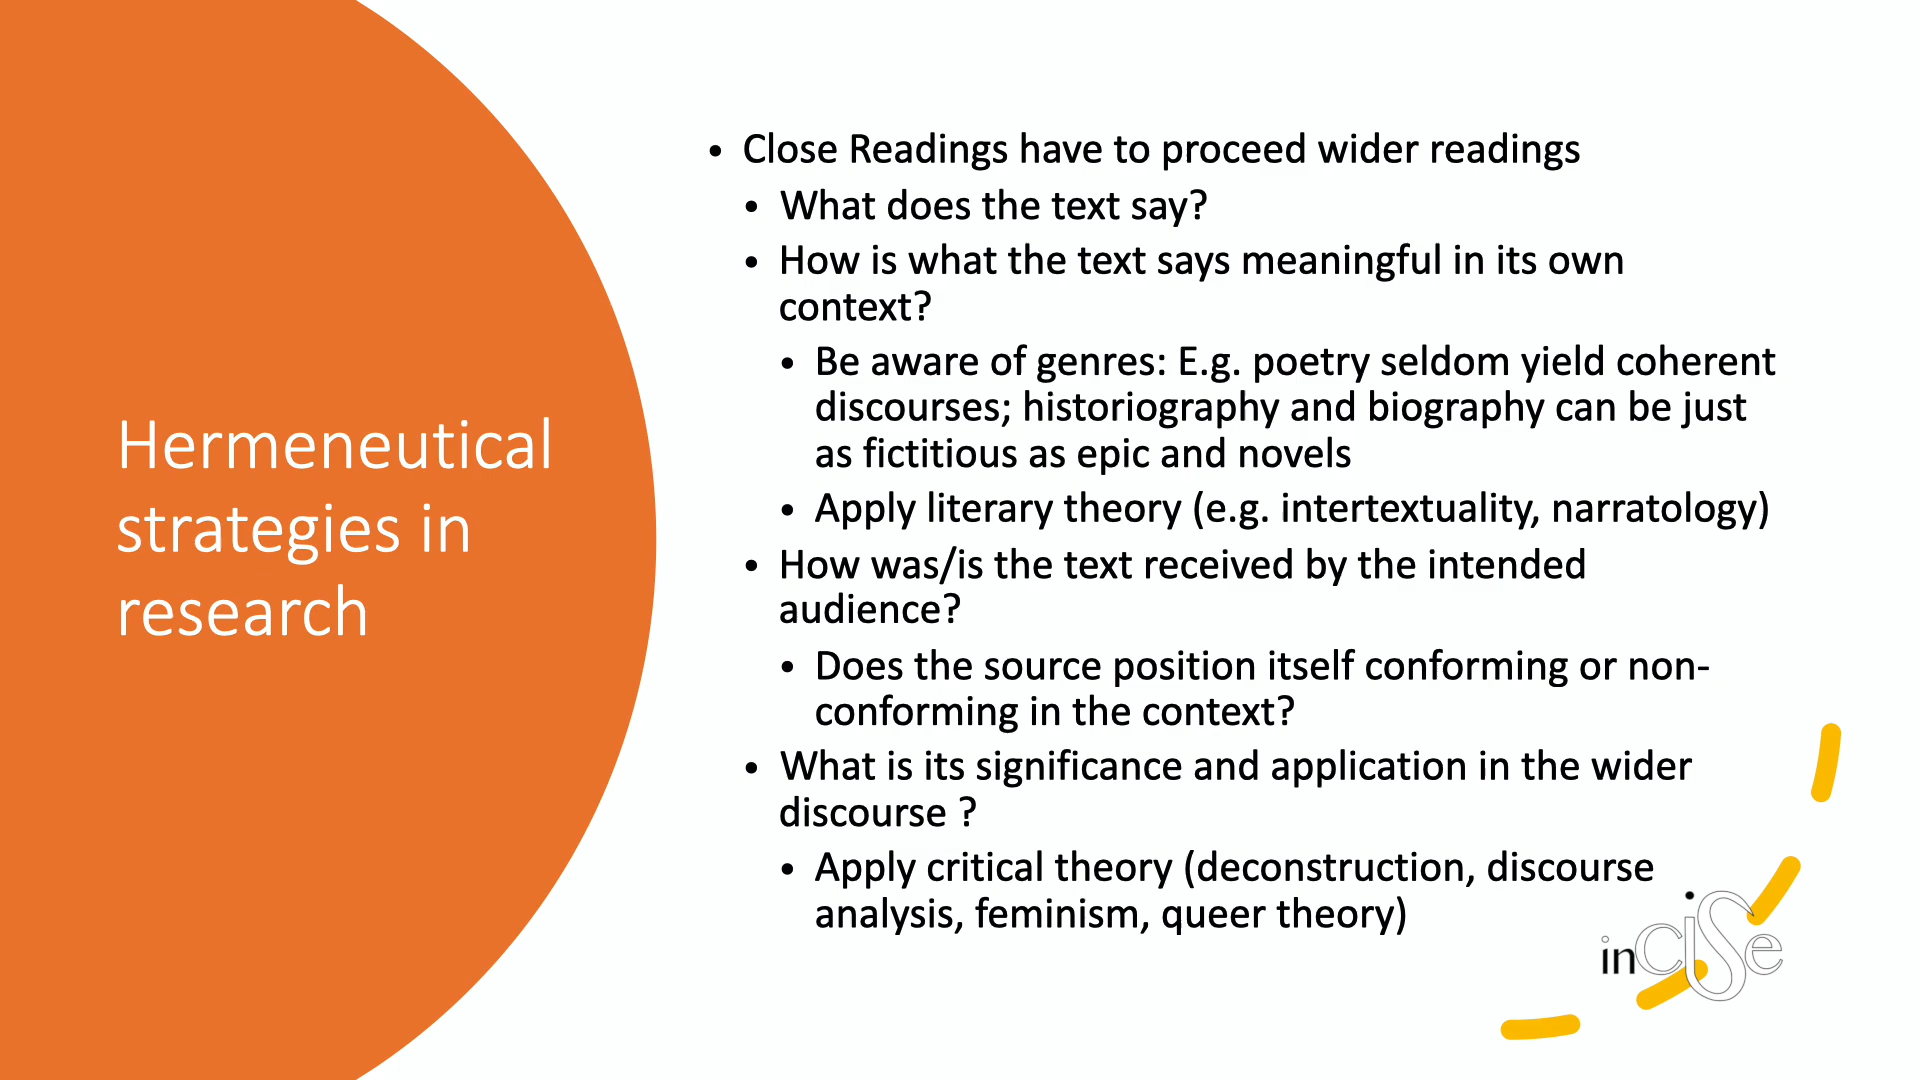 Hermeneutical
strategies in
research
• Close Readings have to proceed wider readings
• What does the text say?
• How is what the text says meaningful in its own
context?
• Be aware of genres: E.g. poetry seldom yield coherent
discourses; historiography and biography can be just
as fictitious as epic and novels
• Apply literary theory (e.g. intertextuality, narratology)
• How was/is the text received by the intended
audience?
• Does the source position itself conforming or non-
conforming in the context?
• What is its significance and application in the wider
discourse ?
• Apply critical theory (deconstruction, discourse
analysis, feminism, queer theory)
inCiSe